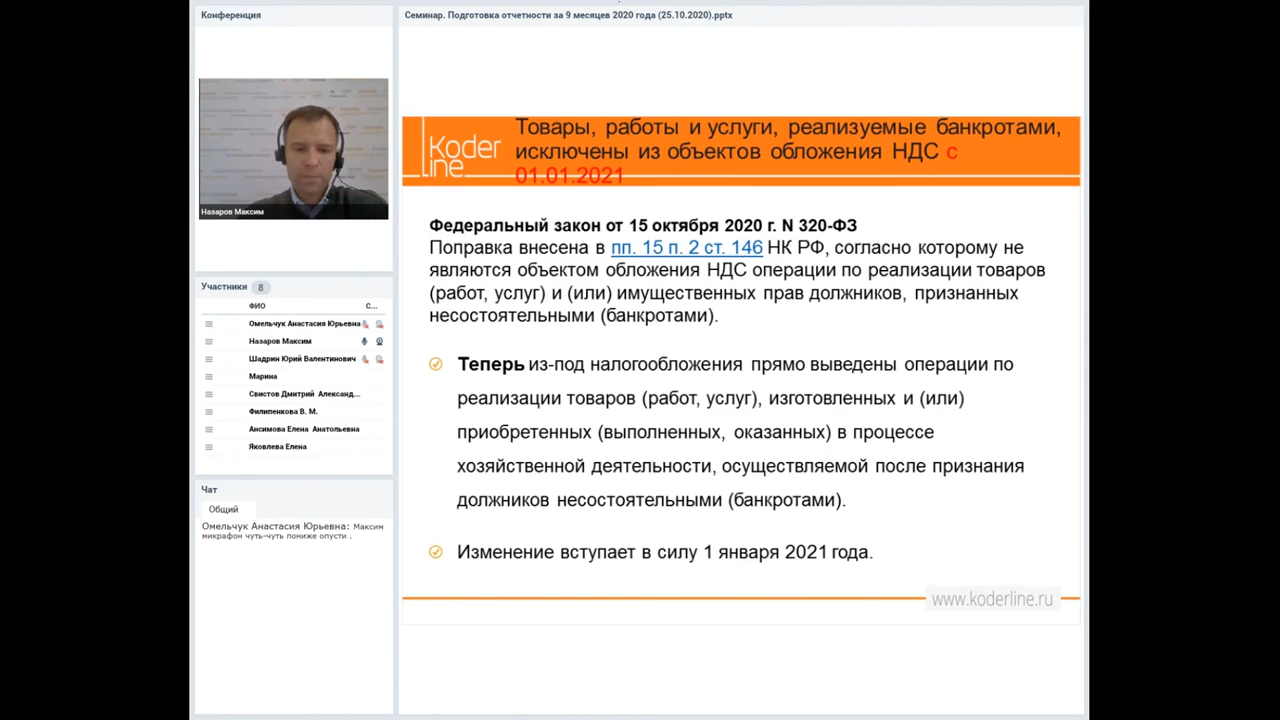 Конференция
Назаров Максим
Участники 8
ФИО С...
Омельчук Анастасия Юрьевна
Назаров Максим
Шадрин Юрий Валентинович
Марина
Свистов Дмитрий Александ...
Филипенкова В. М.
Ансимова Елена Анатольевна
Яковлева Елена
Чат
Общий
Омельчук Анастасия Юрьевна: Максим
микрофон чуть-чуть пониже опусти .
Семинар. Подготовка отчетности за 9 месяцев 2020 года (25.10.2020).pptx
Koder
line
Товары, работы и услуги, реализуемые банкротами,
исключены из объектов обложения НДС с
01.01.2021
Федеральный закон от 15 октября 2020 г. N 320-ФЗ
Поправка внесена в пп. 15 п. 2 ст. 146 НК РФ, согласно которому не
являются объектом обложения НДС операции по реализации товаров
(работ, услуг) и (или) имущественных прав должников, признанных
несостоятельными (банкротами).
Теперь из-под налогообложения прямо выведены операции по
реализации товаров (работ, услуг), изготовленных и (или)
приобретенных (выполненных, оказанных) в процессе
хозяйственной деятельности, осуществляемой после признания
должников несостоятельными (банкротами).
Изменение вступает в силу 1 января 2021 года.
www.koderline.ru